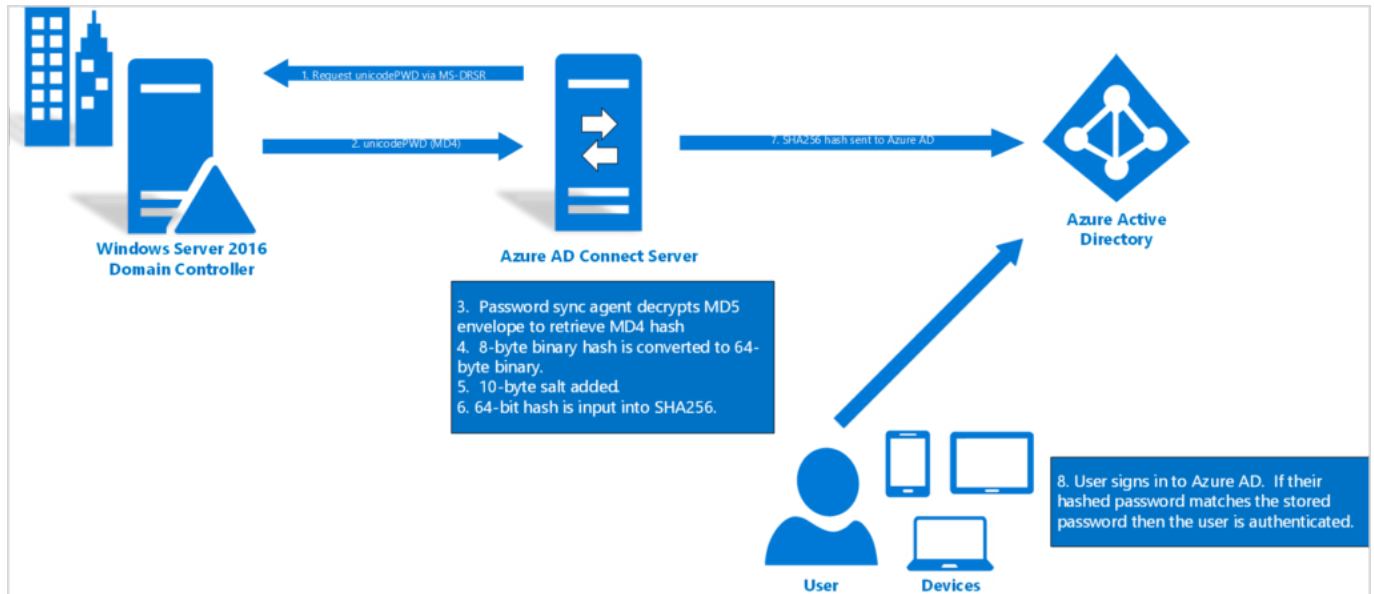 1. Request unicodePWD via MS-DRSR
2. unicodePWD (MD4)
7. SHA256 hash sent to Azure AD
Windows Server 2016
Domain Controller
Azure AD Connect Server
Azure Active
Directory
3. Password sync agent decrypts MD5
envelope to retrieve MD4 hash
4. 8-byte binary hash is converted to 64-
byte binary.
5. 10-byte salt added.
6. 64-bit hash is input into SHA256.
8. User signs in to Azure AD. If their
hashed password matches the stored
password then the user is authenticated.
User
Devices